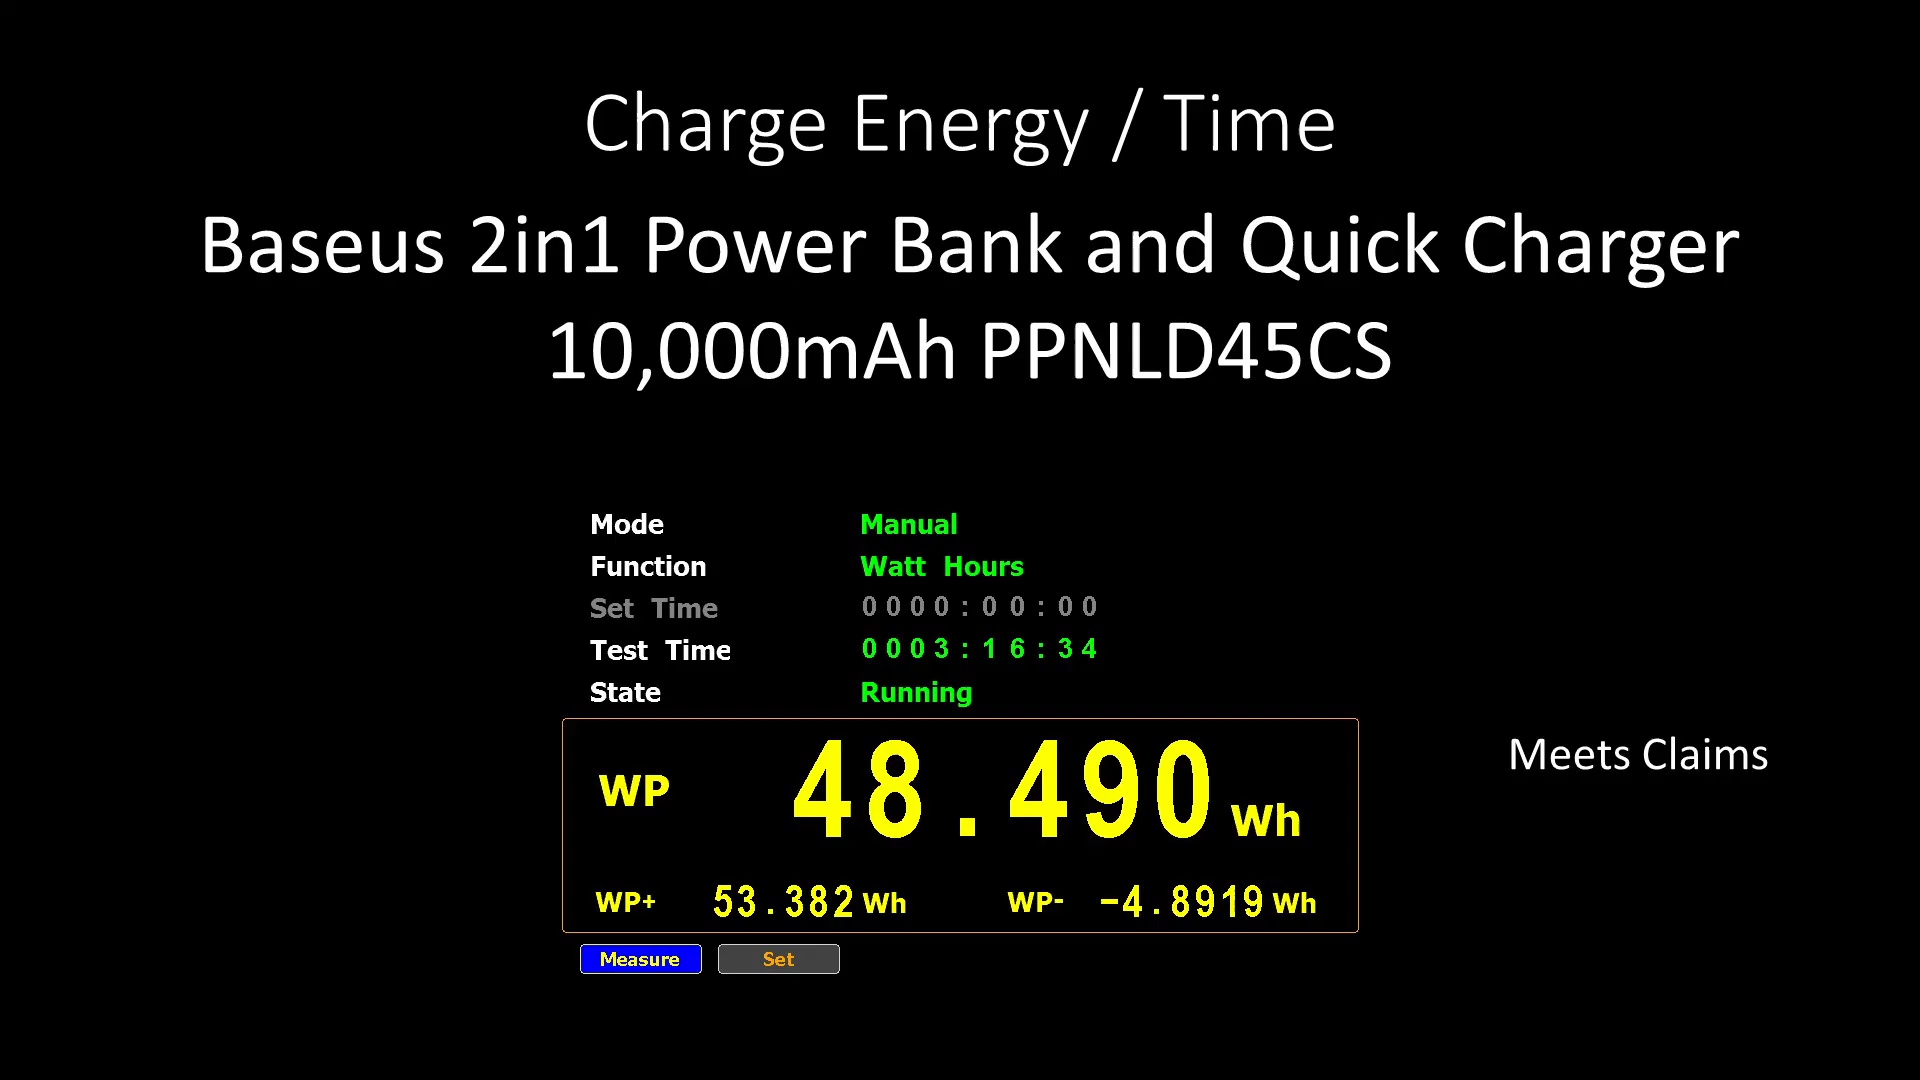 Charge Energy / Time
Baseus 2in1 Power Bank and Quick Charger
10,000mAh PPNLD45CS
Mode Manual
Function Watt Hours
Set Time 0000:00:00
Test Time 0003:16:34
State Running
WP 48.490 Wh
Meets Claims
WP+ 53.382 Wh WP- -4.8919 Wh
Measure Set